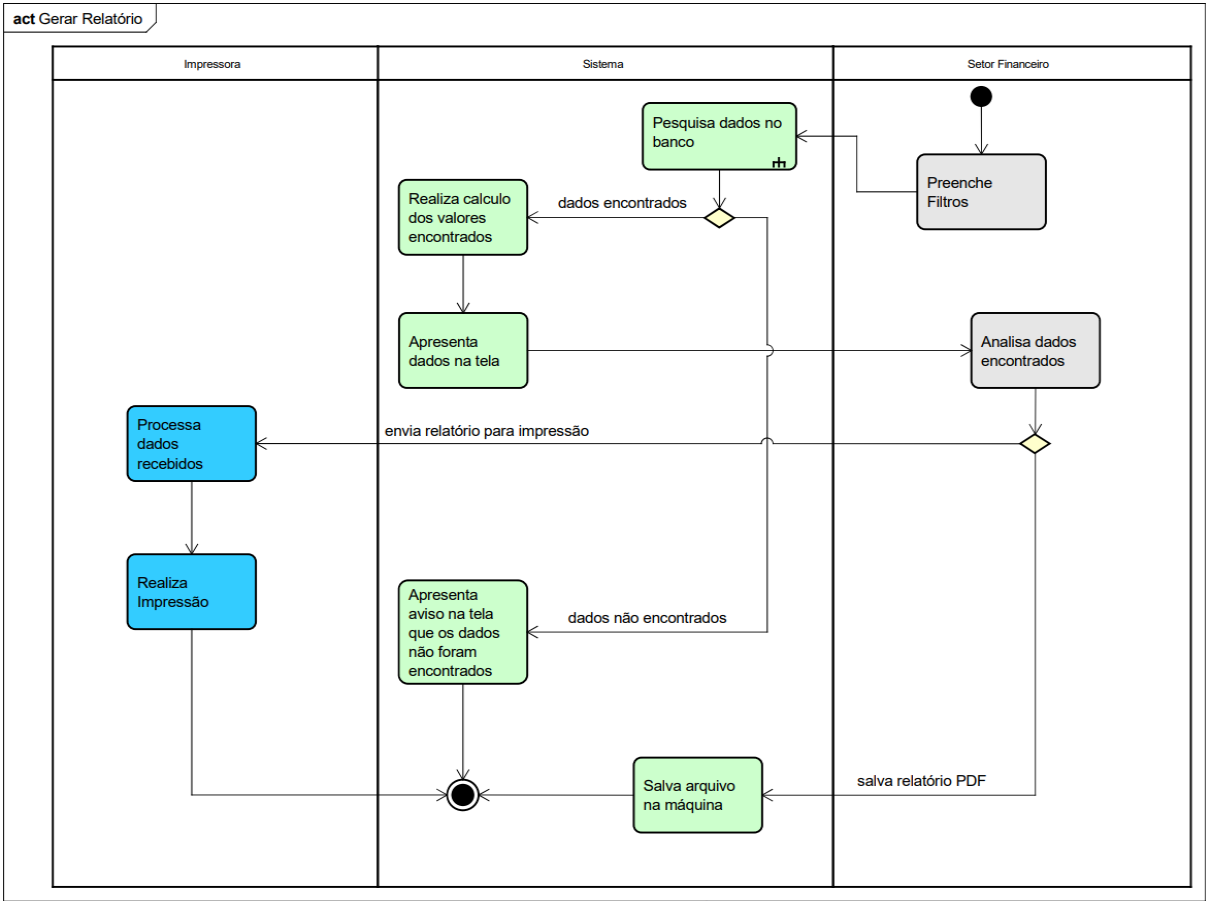 act Gerar Relatório
Impressora
Sistema
Setor Financeiro
Pesquisa dados no
banco
Preenche
Filtros
Realiza calculo
dos valores
encontrados
dados encontrados
Apresenta
dados na tela
Analisa dados
encontrados
Processa
dados
recebidos
envia relatório para impressão
Realiza
Impressão
Apresenta
aviso na tela
que os dados
não foram
encontrados
dados não encontrados
Salva arquivo
na máquina
salva relatório PDF